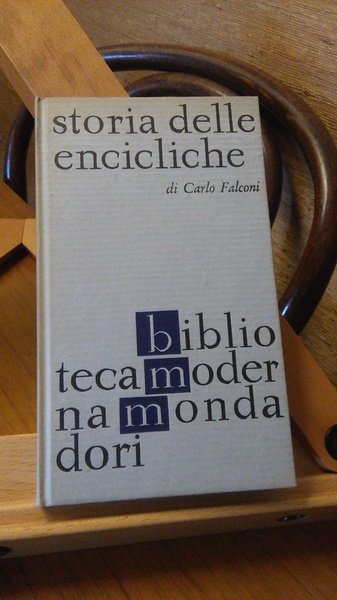 storia delle
encicliche
di Carlo Falconi
biblio
tecamoder
namonda
dori